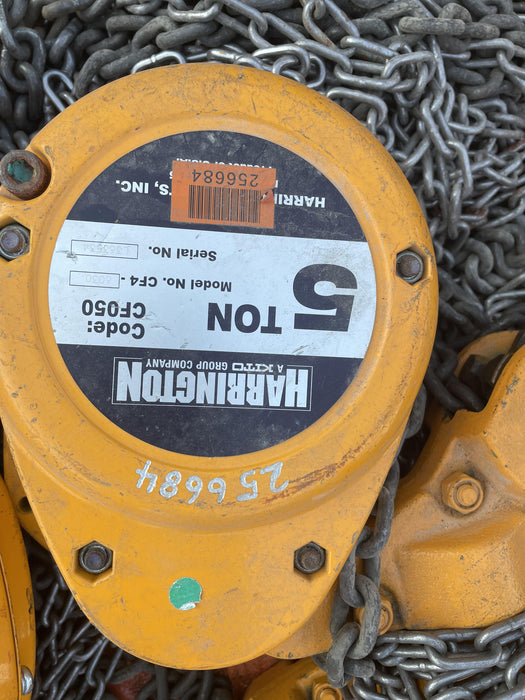 HARRINGTON
A KITO GROUP COMPANY
5 TON
Code:
CF050
Model No. CF4-
Serial No.
256684
256684